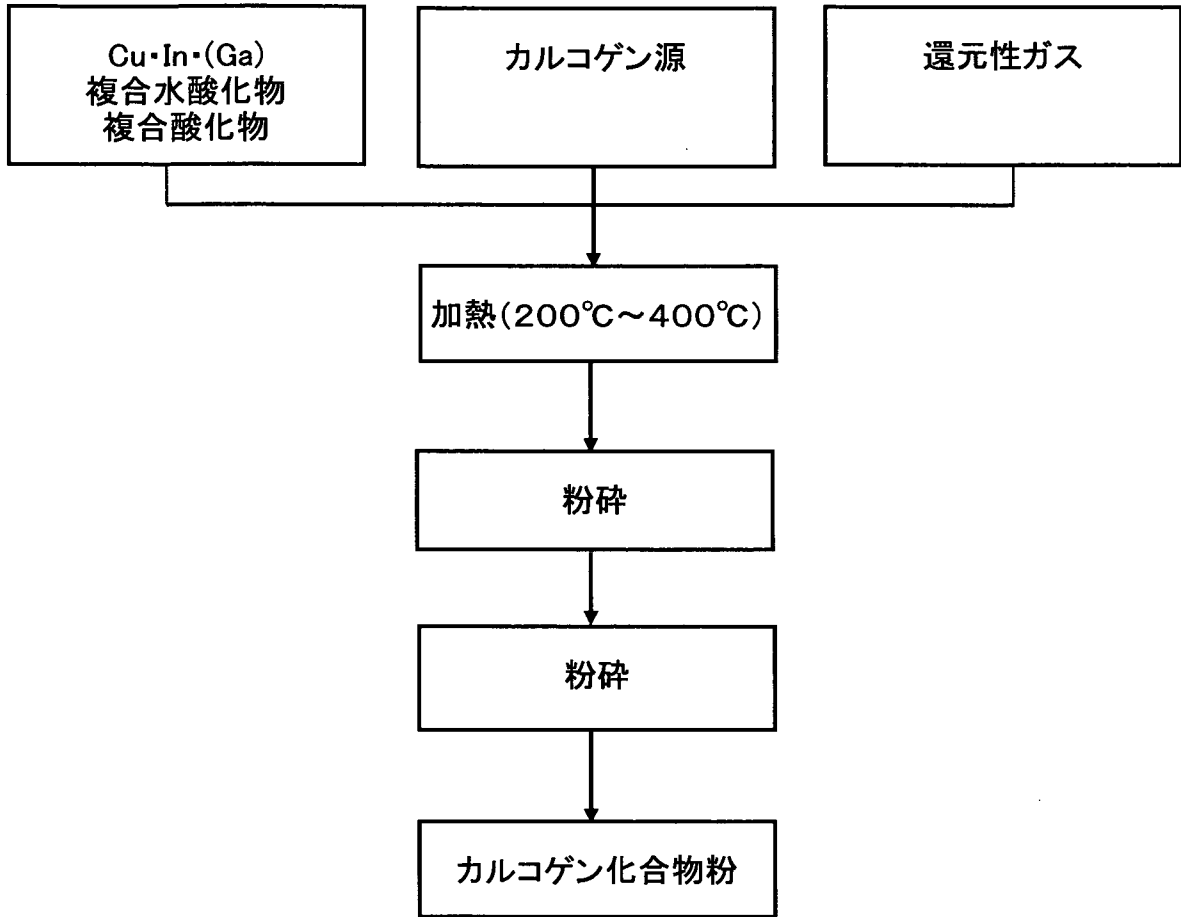 Cu・In・(Ga)
複合水酸化物
複合酸化物
カルコゲン源
還元性ガス
加熱(200℃～400℃)
粉砕
粉砕
カルコゲン化合物粉